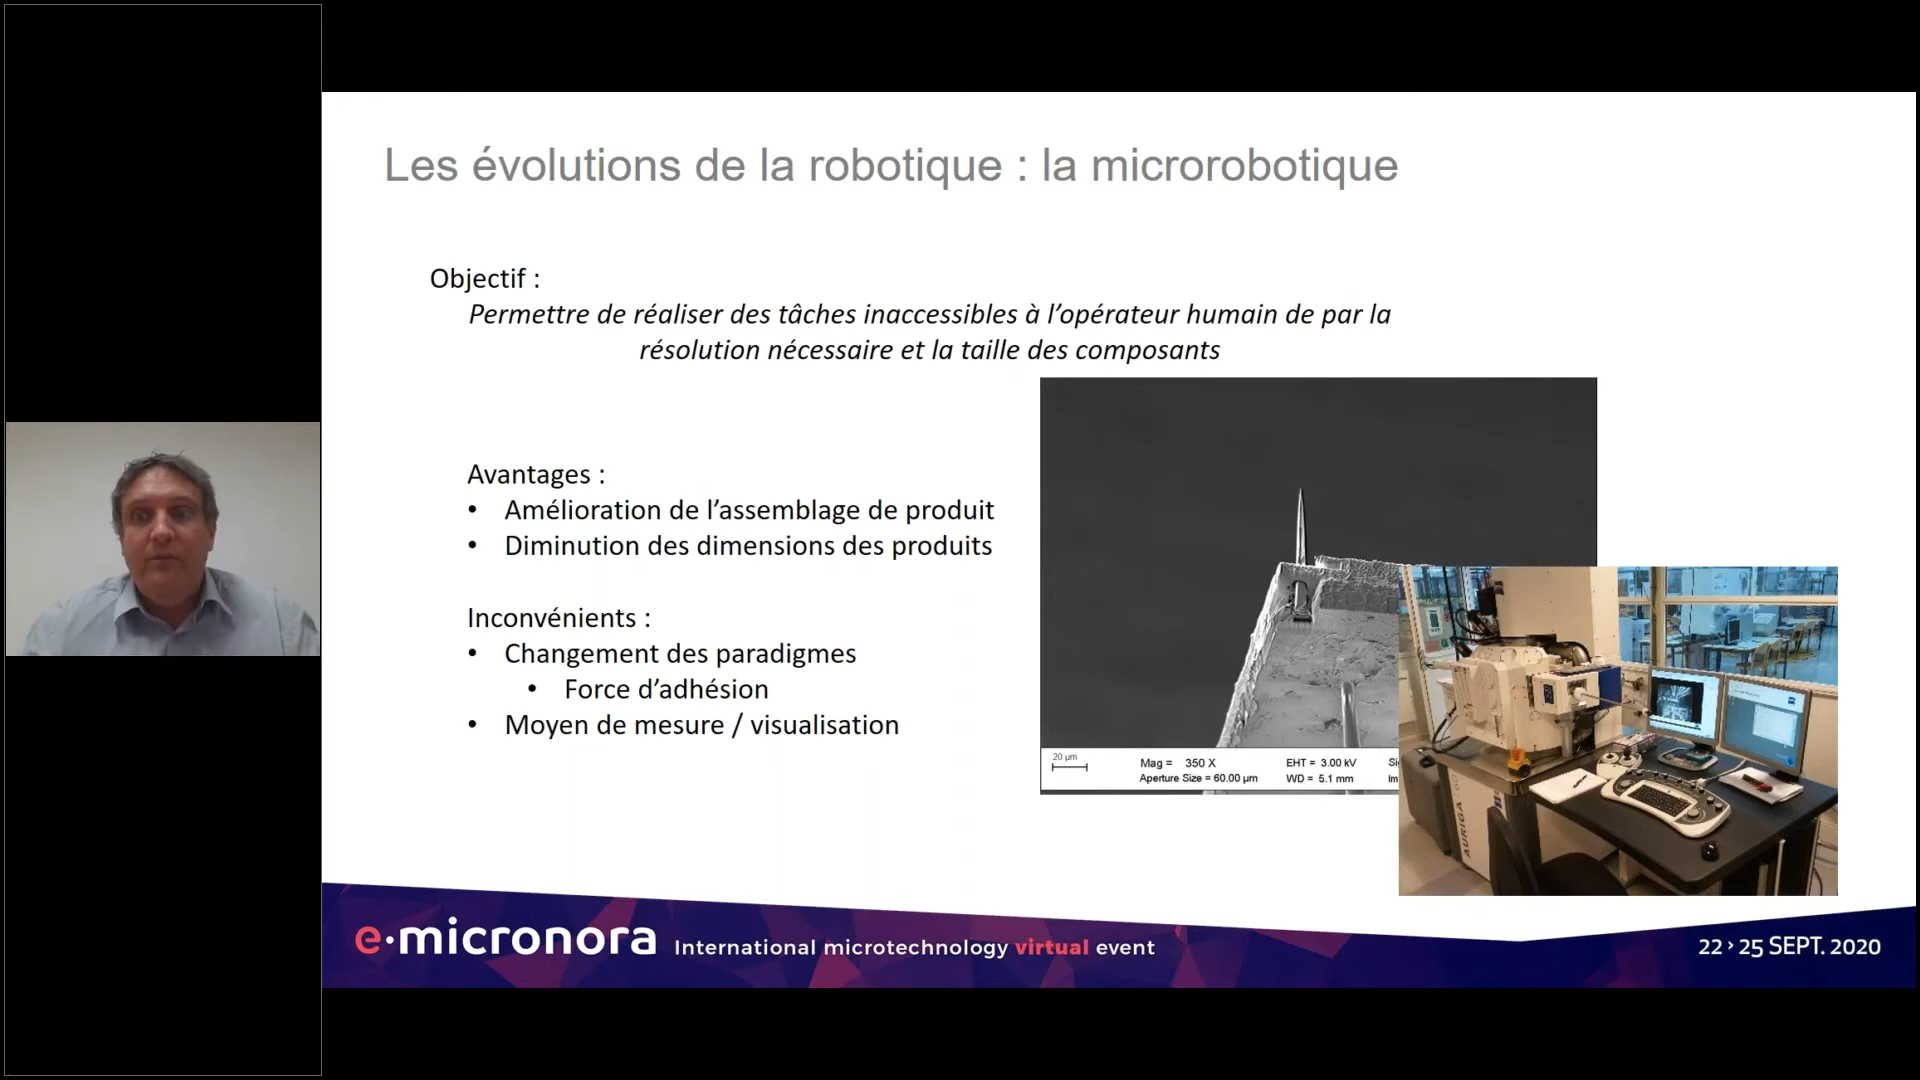 Les évolutions de la robotique : la microrobotique
Objectif :
Permettre de réaliser des tâches inaccessibles à l’opérateur humain de par la
résolution nécessaire et la taille des composants
Avantages :
• Amélioration de l’assemblage de produit
• Diminution des dimensions des produits
Inconvénients :
• Changement des paradigmes
• Force d’adhésion
• Moyen de mesure / visualisation
20 µm
Mag = 350 X
EHT = 3.00 kV
Aperture Size = 60.00 µm
WD = 5.1 mm
AURIGA
e·micronora International microtechnology virtual event
22 > 25 SEPT. 2020